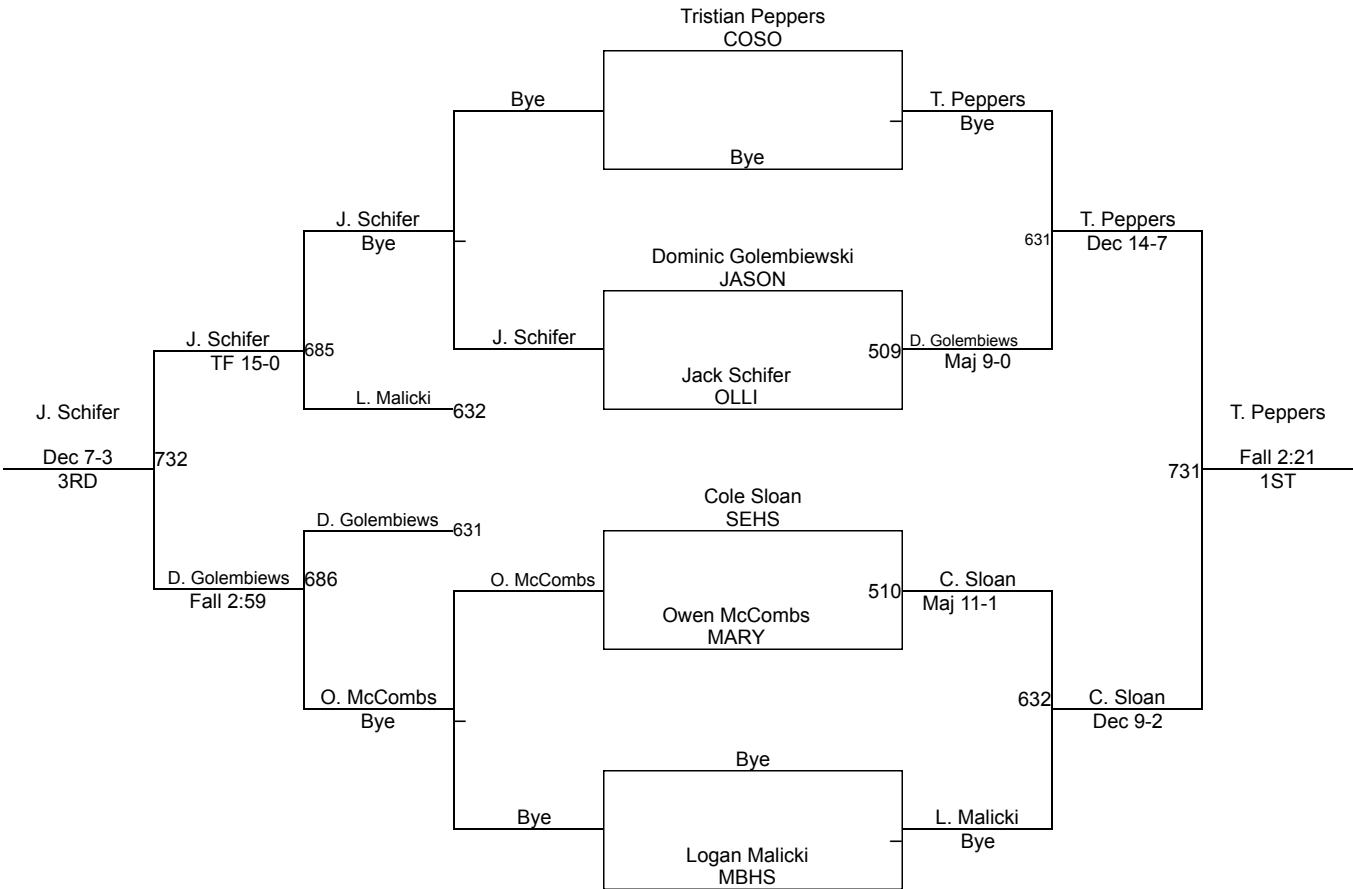 Tristian Peppers
COSO
Bye
T. Peppers
Bye
Bye
J. Schifer
Bye
T. Peppers
631
Dec 14-7
Dominic Golembiewski
JASON
J. Schifer
TF 15-0
685
J. Schifer
509
D. Golembiews
Maj 9-0
Jack Schifer
OLLI
L. Malicki
632
J. Schifer
Dec 7-3
3RD
732
T. Peppers
731
Fall 2:21
1ST
Cole Sloan
SEHS
D. Golembiews
631
D. Golembiews
Fall 2:59
686
O. McCombs
510
C. Sloan
Maj 11-1
Owen McCombs
MARY
O. McCombs
Bye
632
C. Sloan
Dec 9-2
Bye
Bye
L. Malicki
Bye
Logan Malicki
MBHS